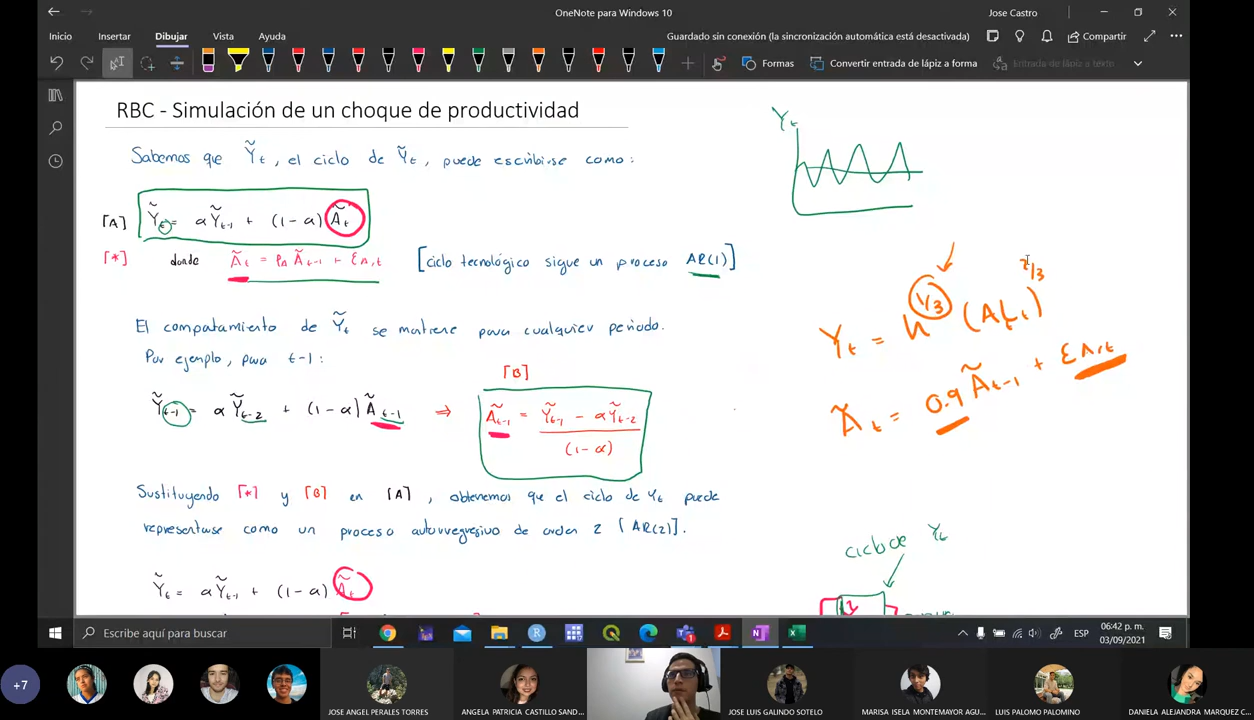 OneNote para Windows 10
Jose Castro
Inicio
Insertar
Dibujar
Vista
Ayuda
Guardado sin conexión (la sincronización automática está desactivada)
Compartir
Formas
Convertir entrada de lápiz a forma
Entrada de lápiz a texto
RBC - Simulación de un choque de productividad
Sabemos que Ỹt, el ciclo de Ỹt, puede escribirse como:
[A] Ỹt = αỸt-1 + (1-α) Ãt
[*] donde Ãt = ρA Ãt-1 + εA,t [ciclo tecnológico sigue un proceso AR(1)]
El compotamiento de Ỹt se mantiene para cualquier periodo.
Por ejemplo, para t-1:
[B]
Ỹt-1 = αỸt-2 + (1-α) Ãt-1 ⇒ Ãt-1 = Ỹt-1 - αỸt-2 / (1-α)
Sustituyendo [*] y [B] en [A], obtenemos que el ciclo de Yt puede
representarse como un proceso autorregresivo de orden 2 [AR(2)].
Ỹt = αỸt-1 + (1-α) Ãt
Yt
Yt = h^1/3 (ALt)^2/3
Ãt = 0.9 Ãt-1 + εA,t
ciclo de Yt
Escribe aquí para buscar
ESP
06:42 p. m.
03/09/2021
+7
JOSE ANGEL PERALES TORRES
ANGELA PATRICIA CASTILLO SAND...
JOSE LUIS GALINDO SOTELO
MARISA ISELA MONTEMAYOR AGU...
LUIS PALOMO PALOMINO
DANIELA ALEJANDRA MARQUEZ C...